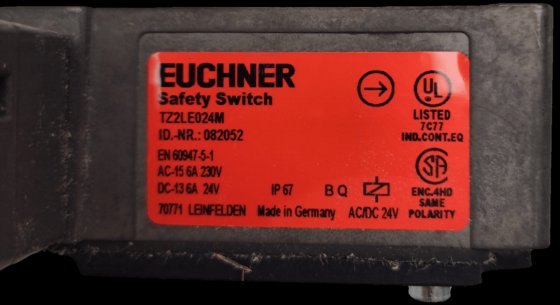 EUCHNER
Safety Switch
TZ2LE024M
ID.-NR.: 082052
EN 60947-5-1
AC-15 6A 230V
DC-13 6A 24V
IP 67 B Q
70771 LEINFELDEN Made in Germany AC/DC 24V
UL
LISTED
7C77
IND.CONT.EQ
SA
ENC.4HD
SAME
POLARITY